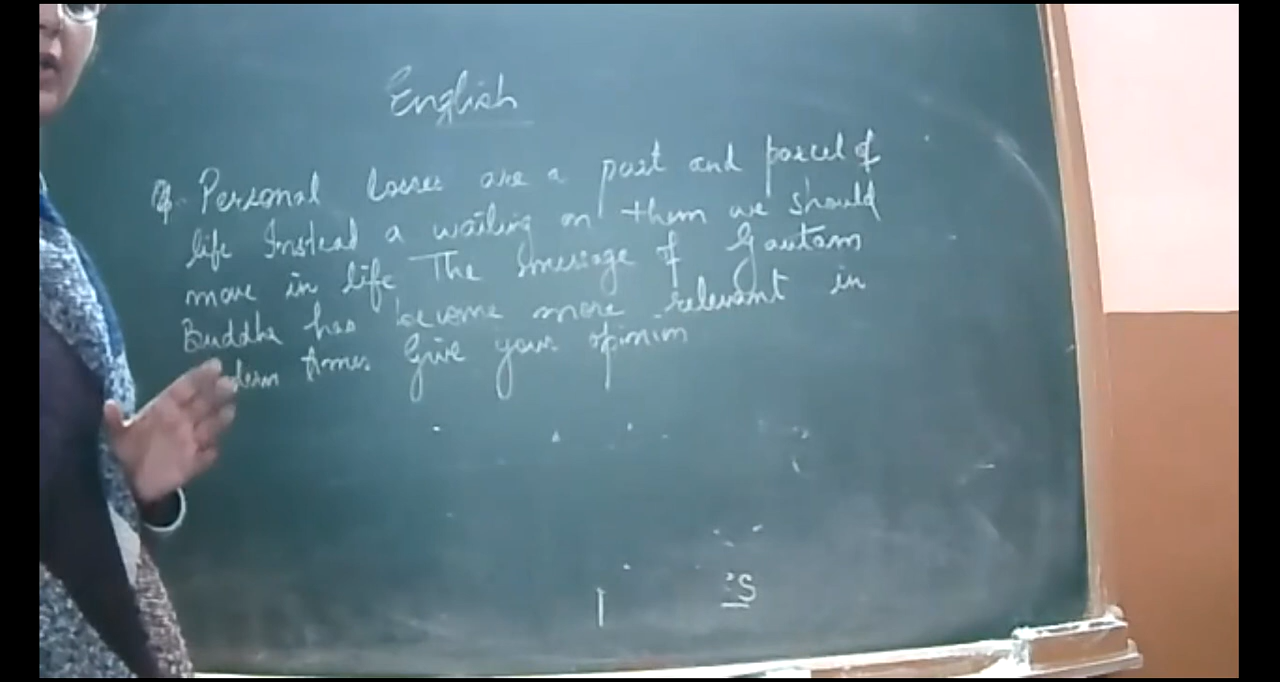 English
Q. Personal losses are a part and parcel of
life Instead a wailing on them we should
move in life The message of Gautam
Buddha has become more relevant in
times Give your opinion
S